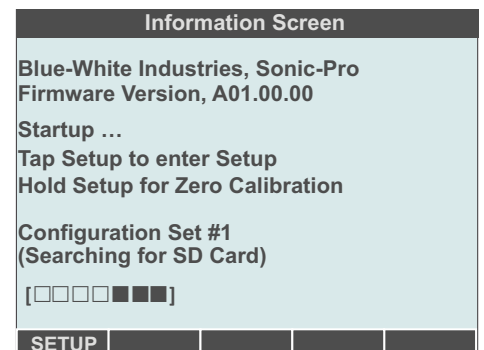 Information Screen
Blue-White Industries, Sonic-Pro
Firmware Version, A01.00.00
Startup ...
Tap Setup to enter Setup
Hold Setup for Zero Calibration
Configuration Set #1
(Searching for SD Card)
[□□□□■■■]
SETUP